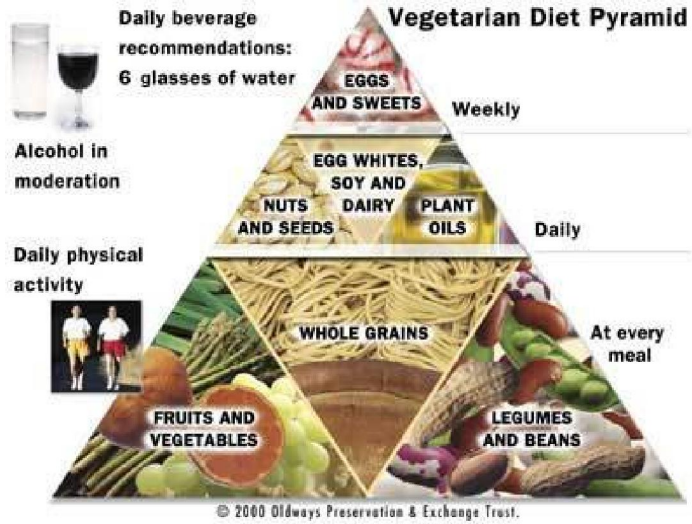 Vegetarian Diet Pyramid
Daily beverage
recommendations:
6 glasses of water
Alcohol in
moderation
Daily physical
activity
EGGS
AND SWEETS
Weekly
EGG WHITES,
SOY AND
DAIRY
NUTS
AND SEEDS
PLANT
OILS
Daily
WHOLE GRAINS
FRUITS AND
VEGETABLES
LEGUMES
AND BEANS
At every
meal
© 2000 Oldways Preservation & Exchange Trust.